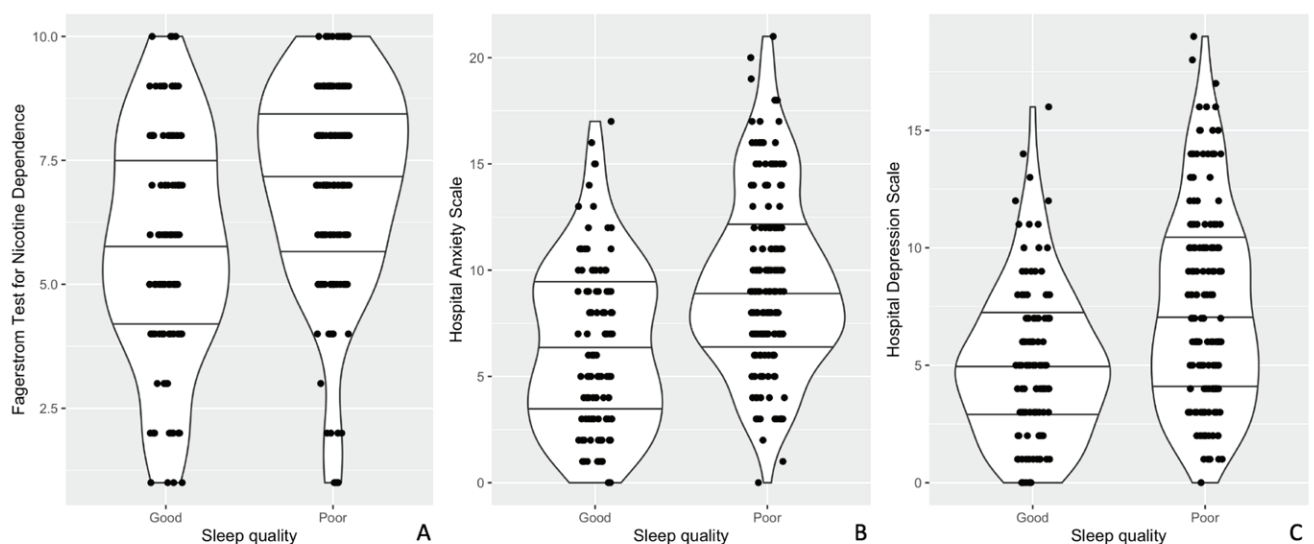 Fagerstrom Test for Nicotine Dependence
10.0
7.5
5.0
2.5
Good
Poor
Sleep quality
A
Hospital Anxiety Scale
20
15
10
5
0
Good
Poor
Sleep quality
B
Hospital Depression Scale
15
10
5
0
Good
Poor
Sleep quality
C